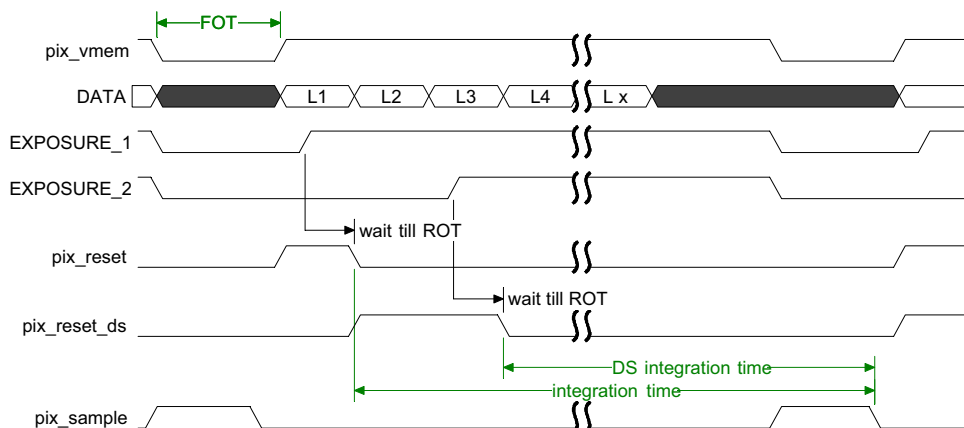 FOT
pix_vmem
DATA L1 L2 L3 L4 L x
EXPOSURE_1
EXPOSURE_2
wait till ROT
pix_reset
wait till ROT
pix_reset_ds
DS integration time
integration time
pix_sample